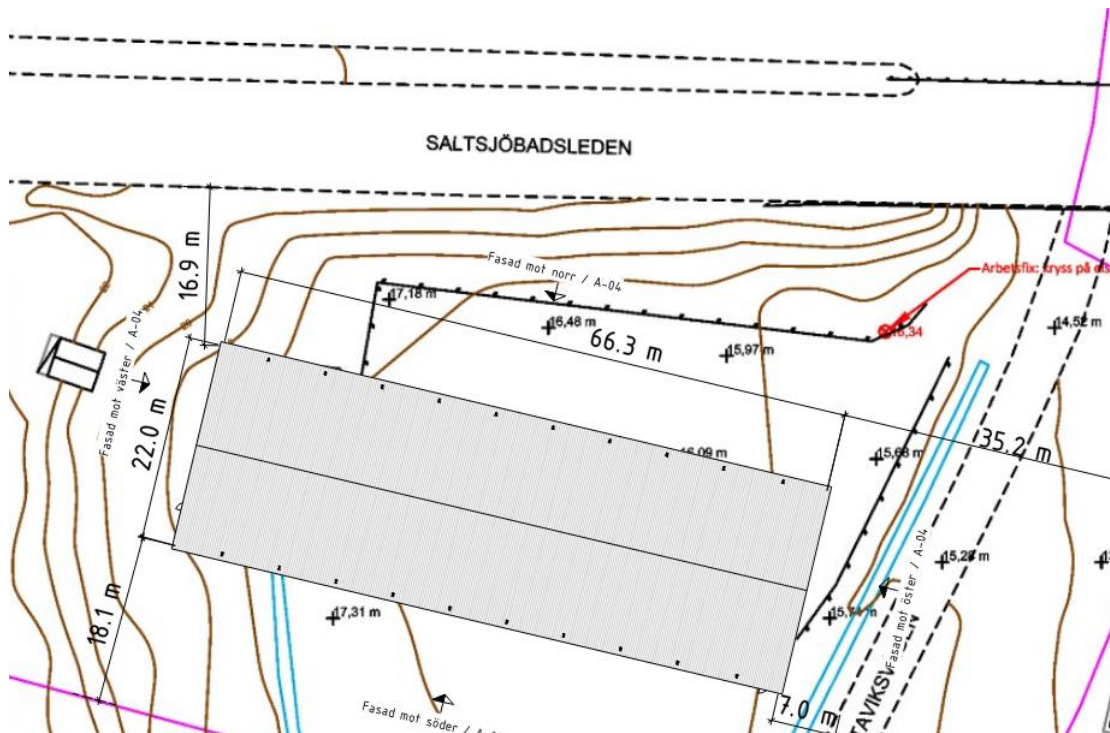 SALTSJÖBADSLEDEN
16.9 m
Fasad mot norr / A-04
Arbetsfix: kryss på
17,18 m
16,48 m
66.3 m
15,97 m
14,52 m
Fasad mot väster / A-04
22.0 m
16,09 m
15,68 m
35.2 m
15,28 m
Fasad mot öster / A-04
17,31 m
18.1 m
Fasad mot söder /
7.0 m